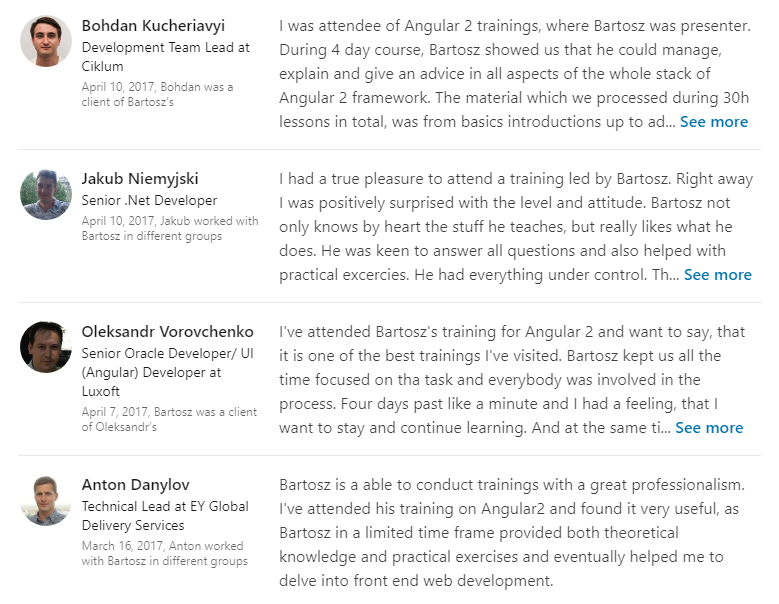 Bohdan Kucheriavyi
Development Team Lead at
Ciklum
April 10, 2017, Bohdan was a
client of Bartosz's
I was attendee of Angular 2 trainings, where Bartosz was presenter.
During 4 day course, Bartosz showed us that he could manage,
explain and give an advice in all aspects of the whole stack of
Angular 2 framework. The material which we processed during 30h
lessons in total, was from basics introductions up to ad... See more
Jakub Niemyjski
Senior .Net Developer
April 10, 2017, Jakub worked with
Bartosz in different groups
I had a true pleasure to attend a training led by Bartosz. Right away
I was positively surprised with the level and attitude. Bartosz not
only knows by heart the stuff he teaches, but really likes what he
does. He was keen to answer all questions and also helped with
practical excercies. He had everything under control. Th... See more
Oleksandr Vorovchenko
Senior Oracle Developer/ UI
(Angular) Developer at
Luxoft
April 7, 2017, Bartosz was a client
of Oleksandr's
I've attended Bartosz's training for Angular 2 and want to say, that
it is one of the best trainings I've visited. Bartosz kept us all the
time focused on tha task and everybody was involved in the
process. Four days past like a minute and I had a feeling, that I
want to stay and continue learning. And at the same ti... See more
Anton Danylov
Technical Lead at EY Global
Delivery Services
March 16, 2017, Anton worked
with Bartosz in different groups
Bartosz is a able to conduct trainings with a great professionalism.
I've attended his training on Angular2 and found it very useful, as
Bartosz in a limited time frame provided both theoretical
knowledge and practical exercises and eventually helped me to
delve into front end web development.